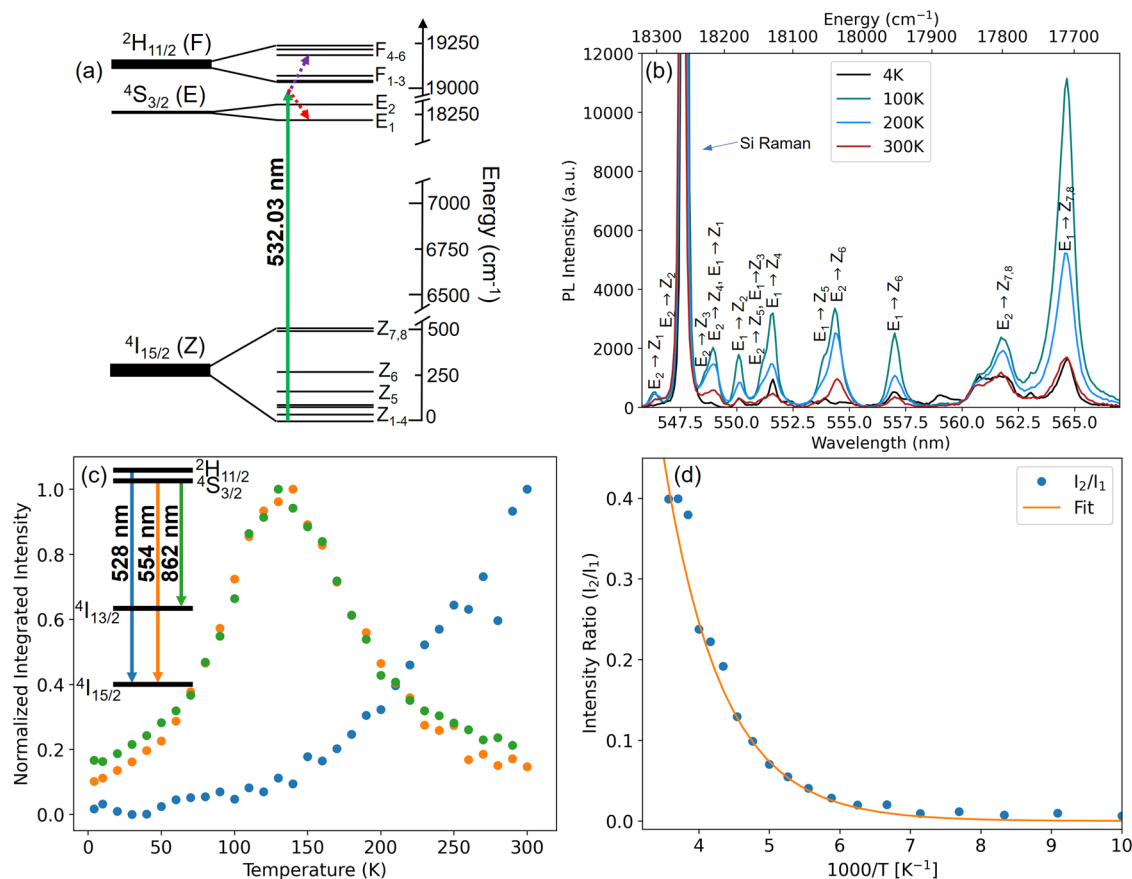 (a)
²H₁₁/₂ (F)
⁴S₃/₂ (E)
⁴I₁₅/₂ (Z)
532.03 nm
F₄₋₆
F₁₋₃
E₂
E₁
Z₇,₈
Z₆
Z₅
Z₁₋₄
19250
19000
18250
7000
6750
6500
500
250
0
Energy (cm⁻¹)
Energy (cm⁻¹)
18300 18200 18100 18000 17900 17800 17700
(b)
4K
100K
200K
300K
Si Raman
E₂ → Z₁
E₂ → Z₂
E₂ → Z₃
E₂ → Z₄, E₁ → Z₁
E₁ → Z₂
E₂ → Z₅, E₁ → Z₃
E₁ → Z₄
E₁ → Z₅
E₂ → Z₆
E₁ → Z₆
E₂ → Z₇,₈
E₁ → Z₇,₈
PL Intensity (a.u.)
12000
10000
8000
6000
4000
2000
0
547.5 550.0 552.5 555.0 557.5 560.0 562.5 565.0
Wavelength (nm)
(c)
²H₁₁/₂
⁴S₃/₂
528 nm
554 nm
862 nm
⁴I₁₃/₂
⁴I₁₅/₂
Normalized Integrated Intensity
1.0
0.8
0.6
0.4
0.2
0.0
0 50 100 150 200 250 300
Temperature (K)
(d)
I₂/I₁
Fit
Intensity Ratio (I₂/I₁)
0.4
0.3
0.2
0.1
0.0
4 5 6 7 8 9 10
1000/T [K⁻¹]